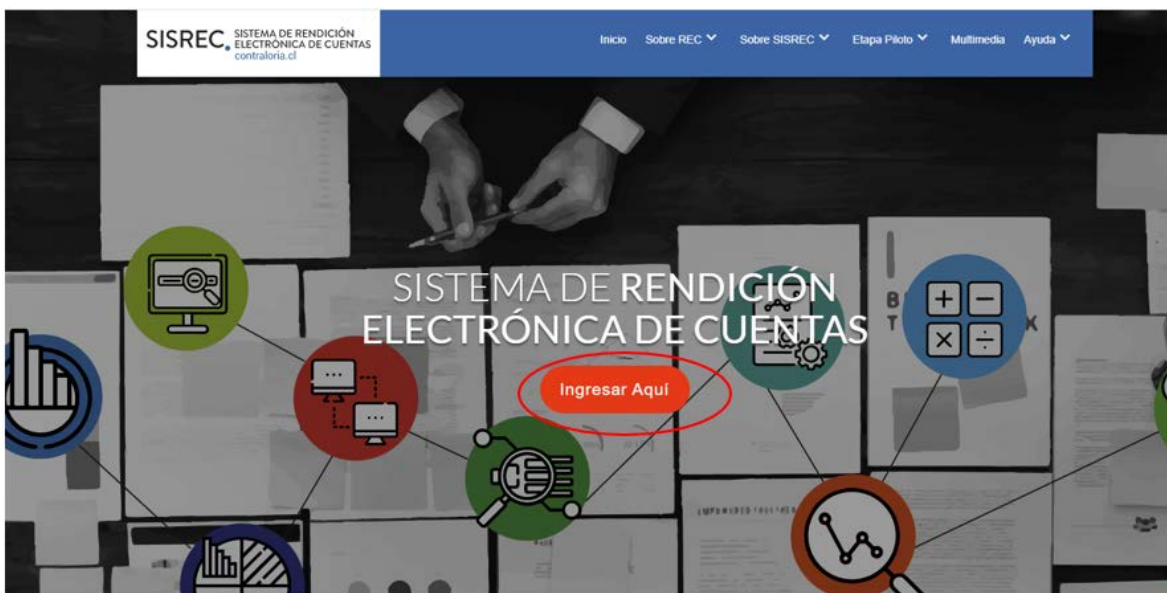 SISREC.
SISTEMA DE RENDICIÓN
ELECTRÓNICA DE CUENTAS
contraloria.cl
Inicio Sobre REC Sobre SISREC Etapa Piloto Multimedia Ayuda
SISTEMA DE RENDICIÓN
ELECTRÓNICA DE CUENTAS
Ingresar Aquí